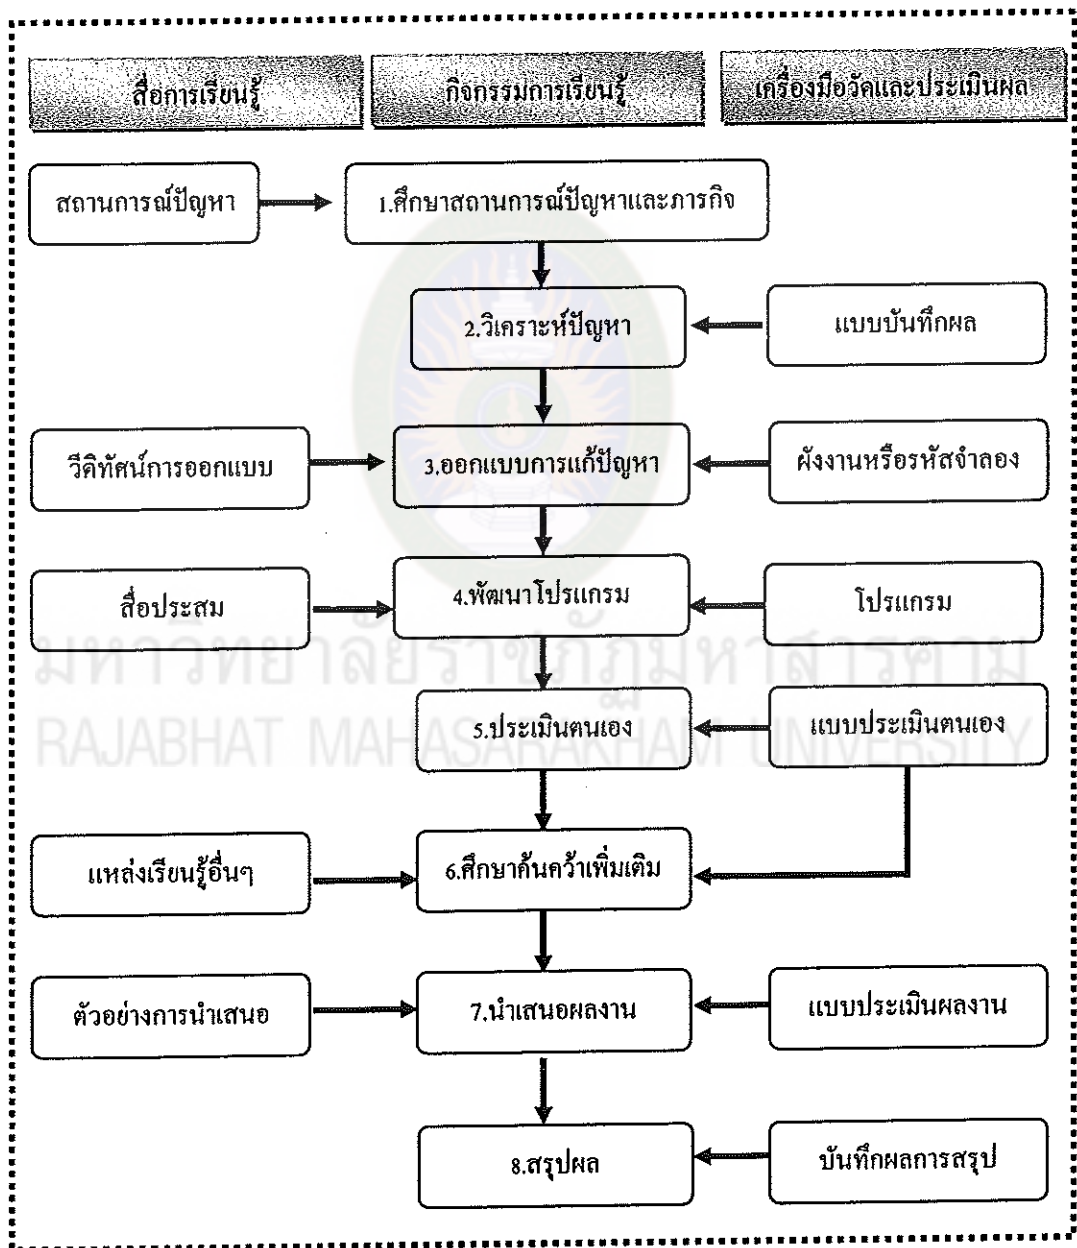 สื่อการเรียนรู้ กิจกรรมการเรียนรู้ เครื่องมือวัดและประเมินผล
สถานการณ์ปัญหา 1.ศึกษาสถานการณ์ปัญหาและภารกิจ
2.วิเคราะห์ปัญหา แบบบันทึกผล
วีดิทัศน์การออกแบบ 3.ออกแบบการแก้ปัญหา ผังงานหรือรหัสจำลอง
สื่อประสม 4.พัฒนาโปรแกรม โปรแกรม
มหาวิทยาลัยราชภัฏมหาสารคาม
5.ประเมินตนเอง แบบประเมินตนเอง
RAJABHAT MAHASARAKHAM UNIVERSITY
แหล่งเรียนรู้อื่นๆ 6.ศึกษาค้นคว้าเพิ่มเติม
ตัวอย่างการนำเสนอ 7.นำเสนอผลงาน แบบประเมินผลงาน
8.สรุปผล บันทึกผลการสรุป